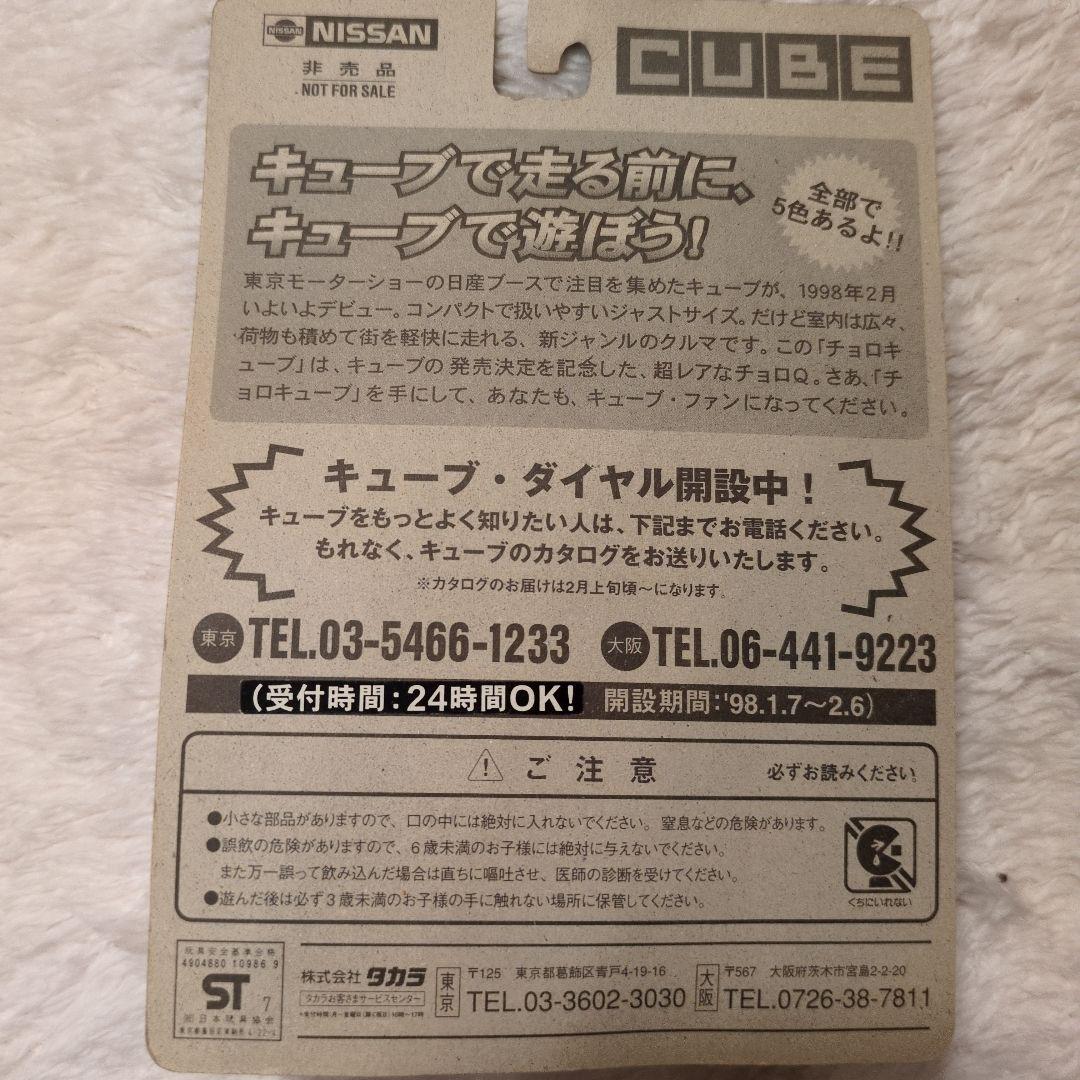 NISSAN
NISSAN
非売品
NOT FOR SALE
CUBE
キューブで走る前に、
キューブで遊ぼう!
全部で
5色あるよ!!
東京モーターショーの日産ブースで注目を集めたキューブが、1998年2月
いよいよデビュー。コンパクトで扱いやすいジャストサイズ。だけど室内は広々、
荷物も積めて街を軽快に走れる、新ジャンルのクルマです。この「チョロキ
ューブ」は、キューブの発売決定を記念した、超レアなチョロQ。さあ、「チ
ョロキューブ」を手にして、あなたも、キューブ・ファンになってください。
キューブ・ダイヤル開設中!
キューブをもっとよく知りたい人は、下記までお電話ください。
もれなく、キューブのカタログをお送りいたします。
※カタログのお届けは2月上旬頃〜になります。
東京 TEL.03-5466-1233 大阪 TEL.06-441-9223
(受付時間:24時間OK! 開設期間:'98.1.7〜2.6)
ご注意 必ずお読みください。
●小さな部品がありますので、口の中には絶対に入れないでください。窒息などの危険があります。
●誤飲の危険がありますので、6歳未満のお子様には絶対に与えないでください。
また万一誤って飲み込んだ場合は直ちに嘔吐させ、医師の診断を受けてください。
●遊んだ後は必ず3歳未満のお子様の手に触れない場所に保管してください。
くちにいれない
玩具安全基準合格
4904880 10986 9
ST 7
㈳日本玩具協会
株式会社 タカラ
タカラお客さまサービスセンター
東京 〒125 東京都葛飾区青戸4-19-16
TEL.03-3602-3030
大阪 〒567 大阪府茨木市宮島2-2-20
TEL.0726-38-7811